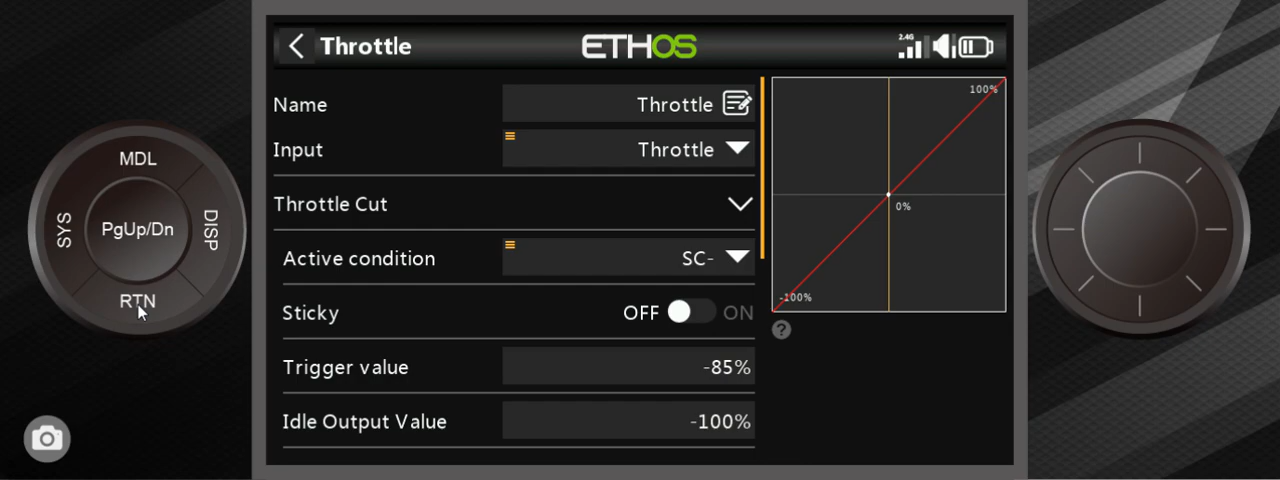 Throttle
ETHOS
2.4G
Name
Throttle
Input
Throttle
Throttle Cut
Active condition
SC-
Sticky
OFF
ON
Trigger value
-85%
Idle Output Value
-100%
100%
0%
-100%
?
MDL
SYS
PgUp/Dn
DISP
RTN